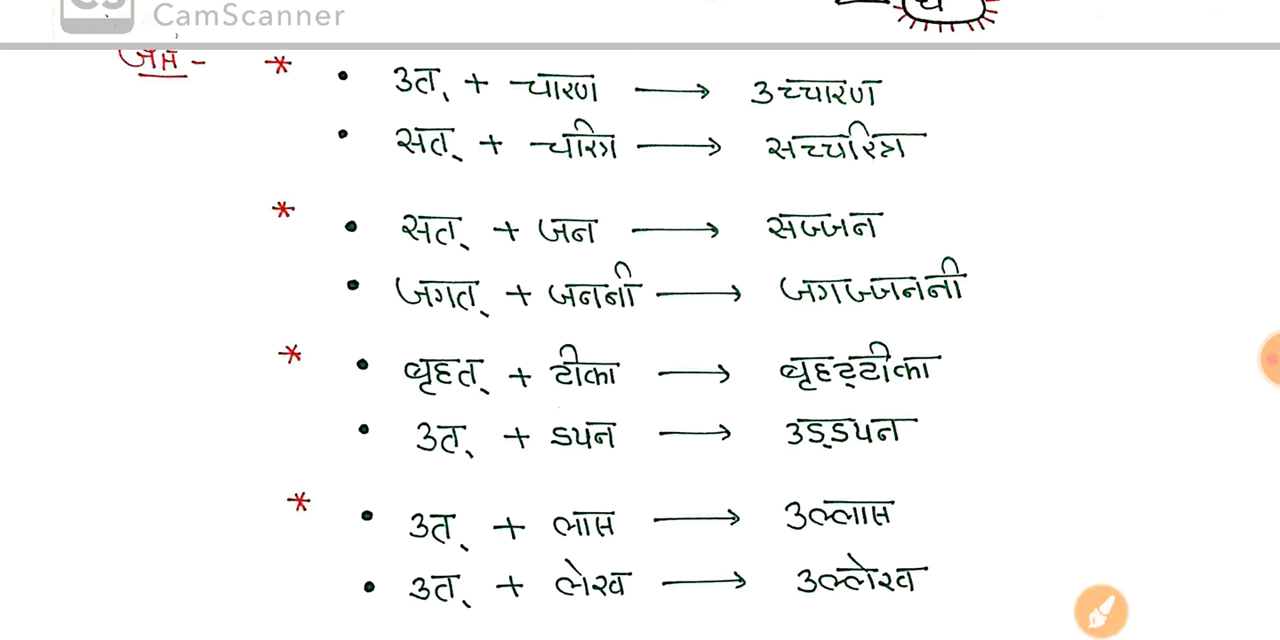 CamScanner
च
जैसे - * • उत् + चारण → उच्चारण
• सत् + चरित्र → सच्चरित्र
* • सत् + जन → सज्जन
• जगत् + जननी → जगज्जननी
* • बृहत् + टीका → बृहट्टीका
• उत् + डयन → उड्डयन
* • उत् + लास → उल्लास
• उत् + लेख → उल्लेख